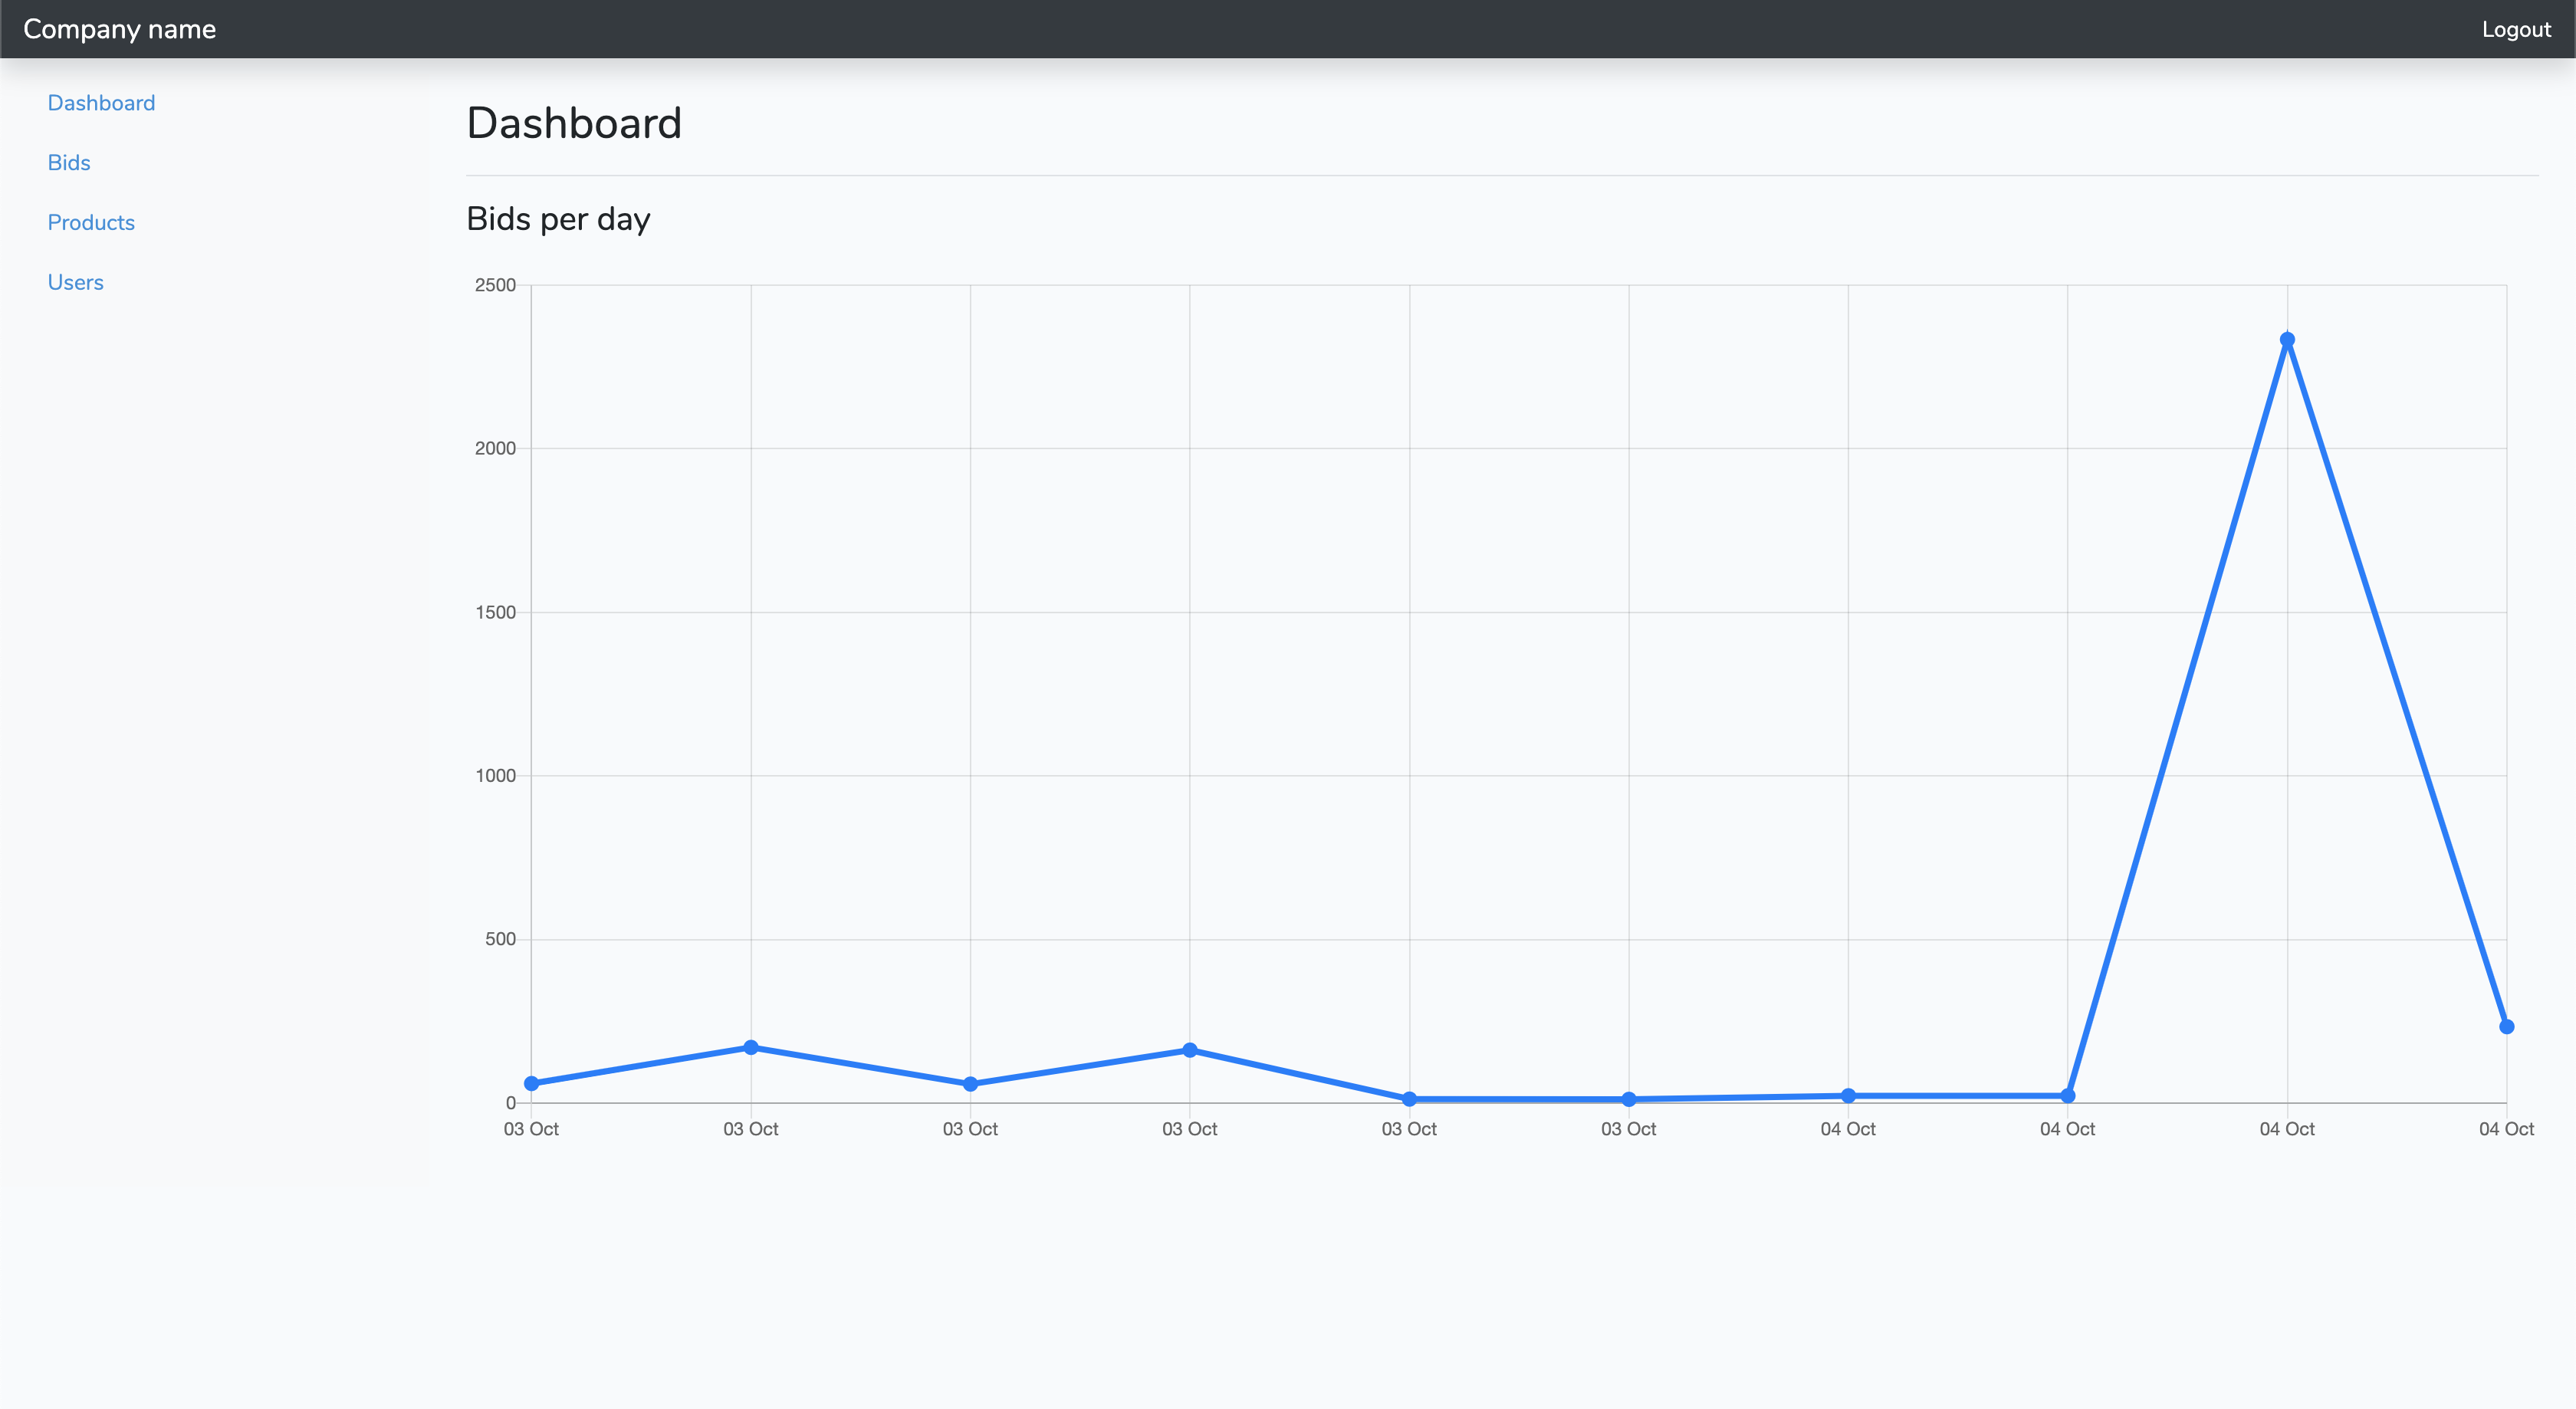 Company name
Logout
Dashboard
Bids
Products
Users
Dashboard
Bids per day
2500
2000
1500
1000
500
0
03 Oct 03 Oct 03 Oct 03 Oct 03 Oct 03 Oct 04 Oct 04 Oct 04 Oct 04 Oct